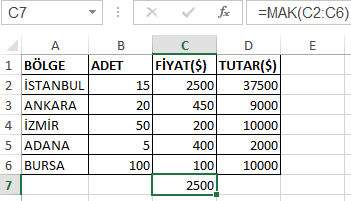 C7 fx =MAK(C2:C6)
A B C D E
1 BÖLGE ADET FİYAT($) TUTAR($)
2 İSTANBUL 15 2500 37500
3 ANKARA 20 450 9000
4 İZMİR 50 200 10000
5 ADANA 5 400 2000
6 BURSA 100 100 10000
7 2500